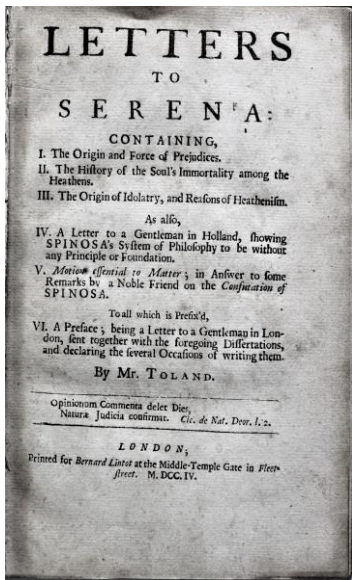 LETTERS
TO
SERENA:
CONTAINING,
I. The Origin and Force of Prejudices.
II. The Hiſtory of the Soul's Immortality among the
Heathens.
III. The Origin of Idolatry, and Reaſons of Heatheniſm.
As alſo,
IV. A Letter to a Gentleman in Holland, ſhowing
SPINOSA's Syſtem of Philoſophy to be without
any Principle or Foundation.
V. Motion eſſential to Matter; in Anſwer to ſome
Remarks by a Noble Friend on the Confutation of
SPINOSA.
To all which is Prefix'd,
VI. A Preface; being a Letter to a Gentleman in Lon-
don, ſent together with the foregoing Diſſertations,
and declaring the ſeveral Occaſions of writing them.
By Mr. TOLAND.
Opinionum Commenta delet Dies,
Naturæ Judicia confirmat. Cic. de Nat. Deor. l. 2.
LONDON,
Printed for Bernard Lintot at the Middle-Temple Gate in Fleet-
ſtreet. M. DCC. IV.